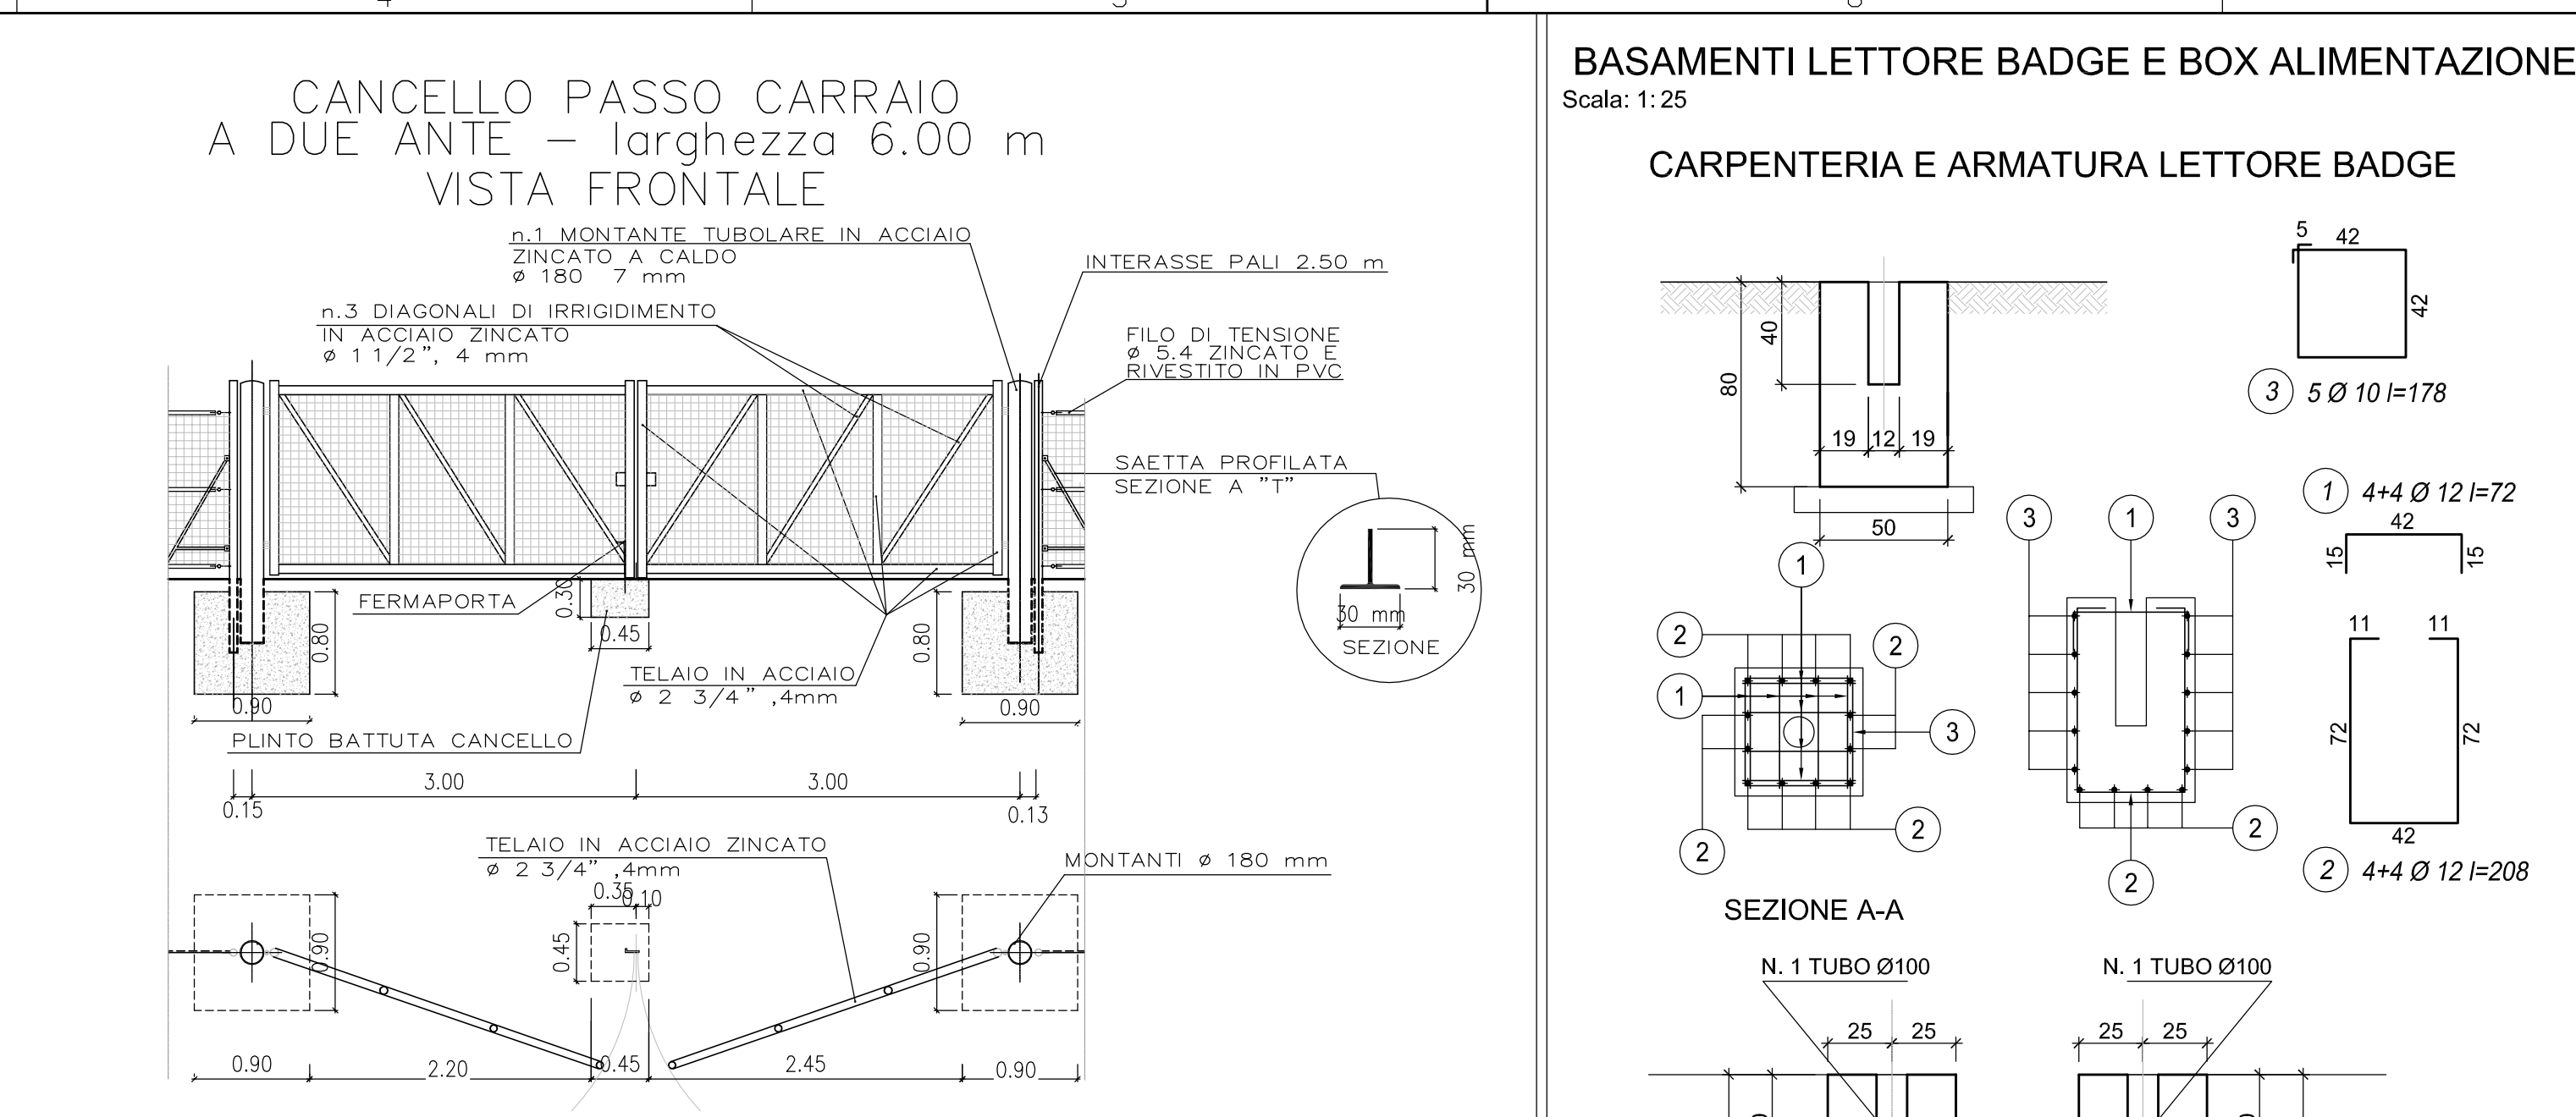 CANCELLO PASSO CARRAIO
A DUE ANTE – larghezza 6.00 m
VISTA FRONTALE
n.1 MONTANTE TUBOLARE IN ACCIAIO
ZINCATO A CALDO
ø 180 7 mm
INTERASSE PALI 2.50 m
n.3 DIAGONALI DI IRRIGIDIMENTO
IN ACCIAIO ZINCATO
ø 1 1/2", 4 mm
FILO DI TENSIONE
ø 5.4 ZINCATO E
RIVESTITO IN PVC
SAETTA PROFILATA
SEZIONE A "T"
30 mm
30 mm
SEZIONE
FERMAPORTA
0.30
0.45
0.80
0.80
0.90
0.90
TELAIO IN ACCIAIO
ø 2 3/4" ,4mm
PLINTO BATTUTA CANCELLO
3.00
3.00
0.15
0.13
TELAIO IN ACCIAIO ZINCATO
ø 2 3/4" ,4mm
MONTANTI ø 180 mm
0.35
0.10
0.45
0.90
0.90
0.90
2.20
0.45
2.45
0.90
BASAMENTI LETTORE BADGE E BOX ALIMENTAZIONE
Scala: 1:25
CARPENTERIA E ARMATURA LETTORE BADGE
5
42
42
3 5 Ø 10 l=178
80
40
19 12 19
50
1 4+4 Ø 12 l=72
42
15
15
3
1
3
1
2
2
1
3
2
2
2
2
11
11
72
72
42
2 4+4 Ø 12 l=208
SEZIONE A-A
N. 1 TUBO Ø100
N. 1 TUBO Ø100
25
25
25
25